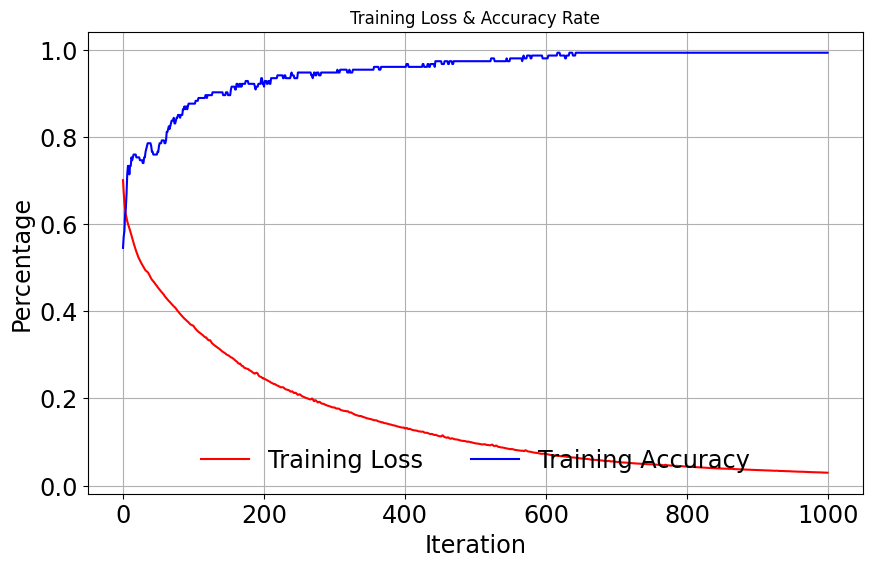 Training Loss & Accuracy Rate
Percentage
1.0
0.8
0.6
0.4
0.2
0.0
Training Loss Training Accuracy
0 200 400 600 800 1000
Iteration